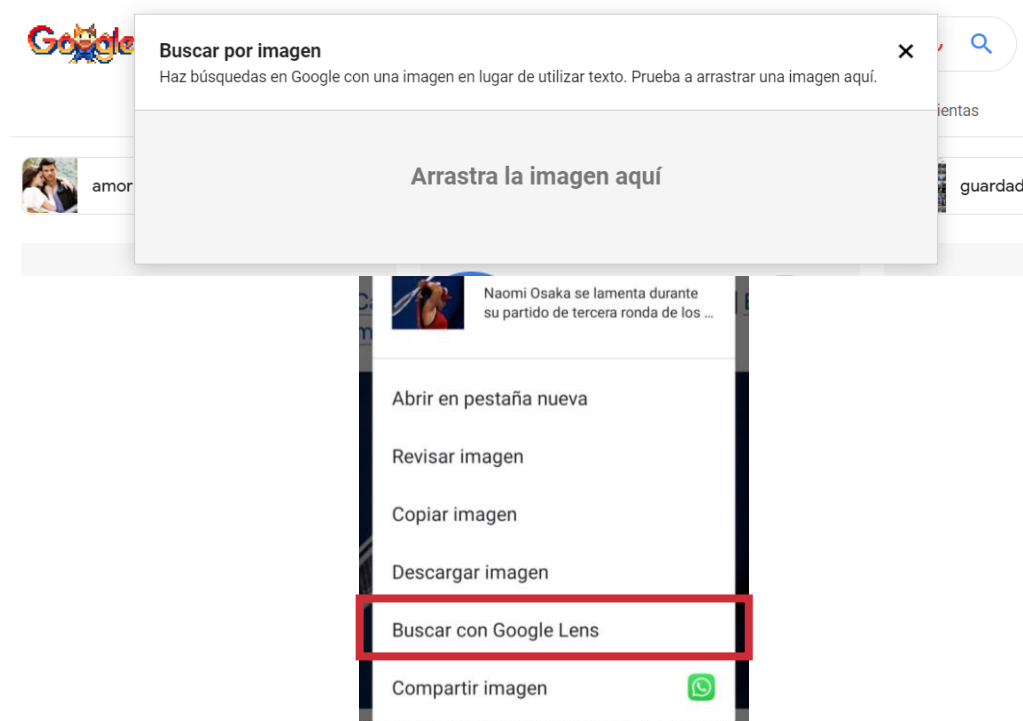 Google
Buscar por imagen
Haz búsquedas en Google con una imagen en lugar de utilizar texto. Prueba a arrastrar una imagen aquí.
ientas
amor
Arrastra la imagen aquí
guardad
Naomi Osaka se lamenta durante
su partido de tercera ronda de los ...
Abrir en pestaña nueva
Revisar imagen
Copiar imagen
Descargar imagen
Buscar con Google Lens
Compartir imagen